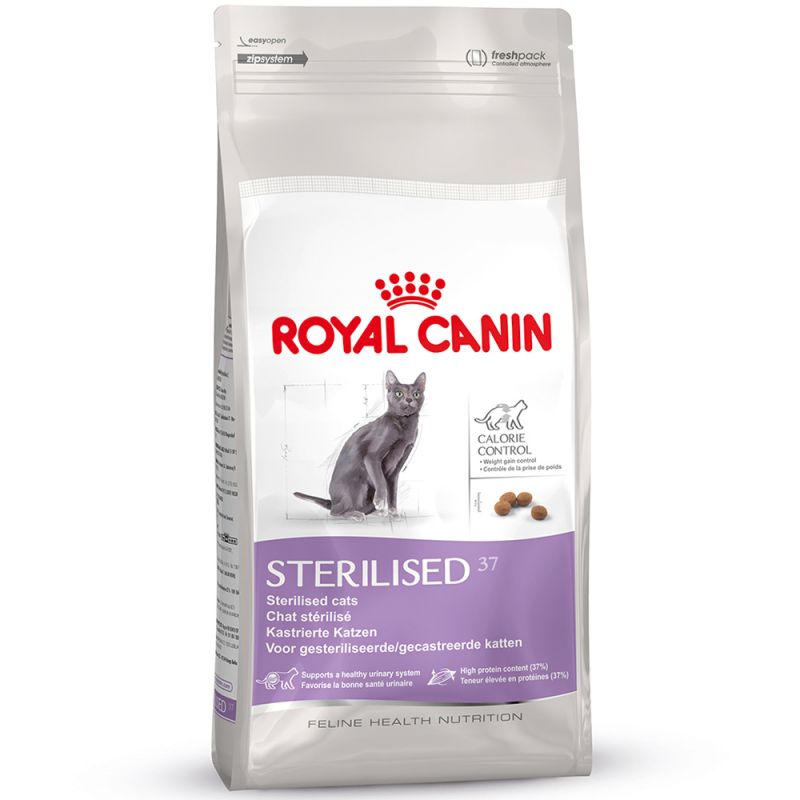 easyopen
zipsystem
freshpack
Controlled atmosphere
ROYAL CANIN
CALORIE
CONTROL
• Weight gain control
• Contrôle de la prise de poids
STERILISED 37
Sterilised cats
Chat stérilisé
Kastrierte Katzen
Voor gesteriliseerde/gecastreerde katten
Supports a healthy urinary system
Favorise la bonne santé urinaire
High protein content (37%)
Teneur élevée en protéines (37%)
FELINE HEALTH NUTRITION
STERILISED 37